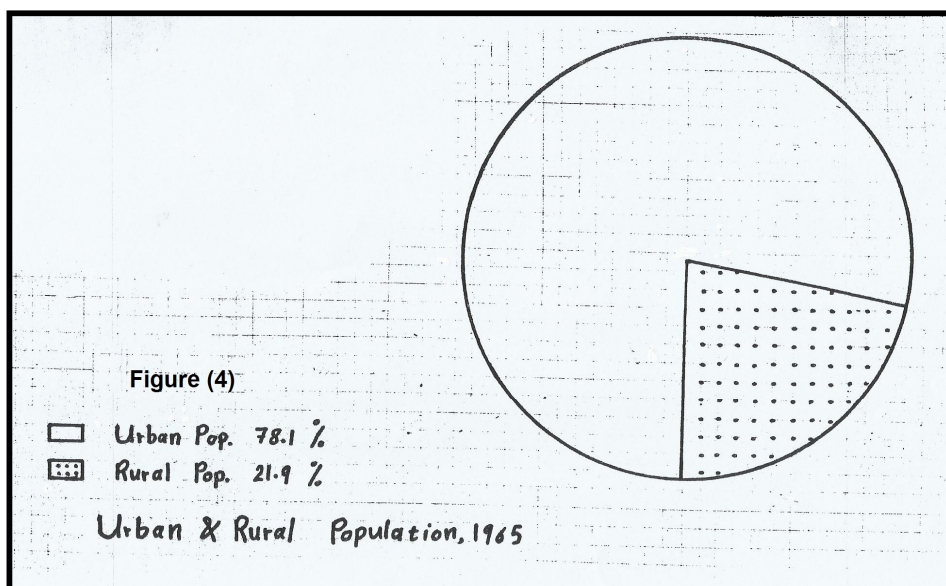 Figure (4)
Urban Pop. 78.1 %
Rural Pop. 21.9 %
Urban & Rural Population, 1965